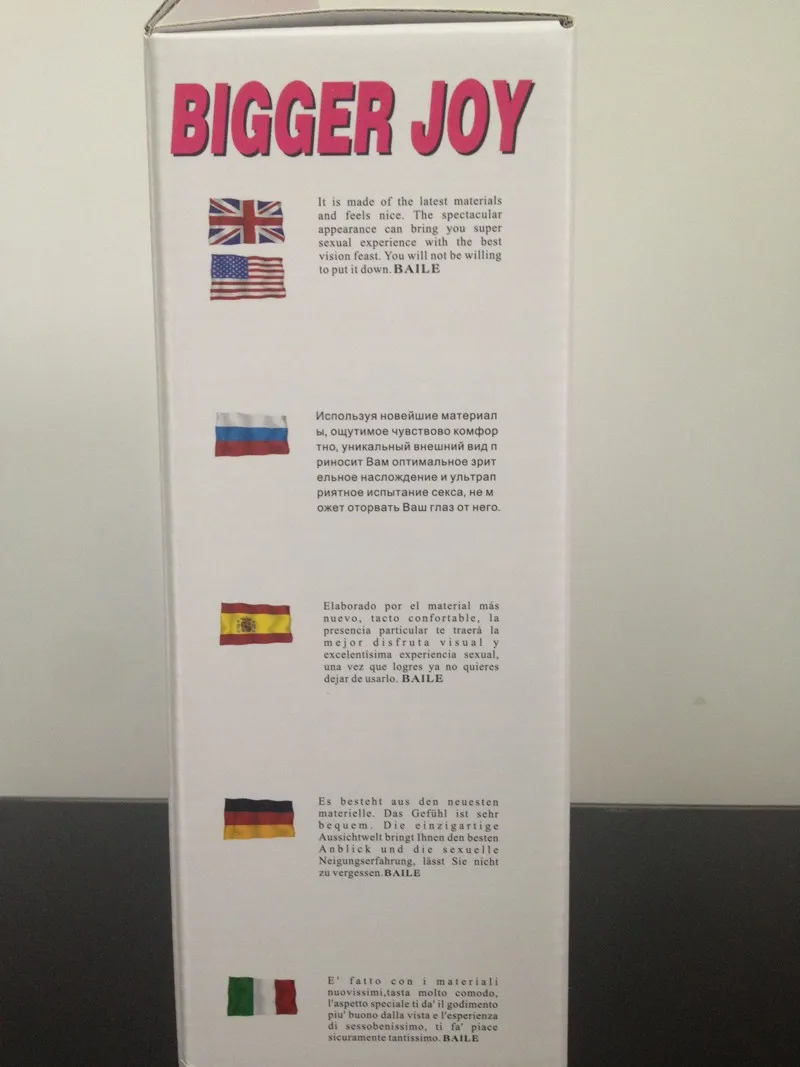 BIGGER JOY
It is made of the latest materials
and feels nice. The spectacular
appearance can bring you super
sexual experience with the best
vision feast. You will not be willing
to put it down. BAILE
Используя новейшие материал
ы, ощутимое чувствово комфор
тно, уникальный внешний вид п
риносит Вам оптимальное зрит
ельное наслождение и ультрап
риятное испытание секса, не м
ожет оторвать Ваш глаз от него.
Elaborado por el material más
nuevo, tacto confortable, la
presencia particular te traerá la
mejor disfruta visual y
excelentísima experiencia sexual,
una vez que logres ya no quieres
dejar de usarlo. BAILE
Es besteht aus den neuesten
materielle. Das Gefühl ist sehr
bequem. Die einzigartige
Aussichtwelt bringt Ihnen den besten
Anblick und die sexuelle
Neigungserfahrung, lässt Sie nicht
zu vergessen. BAILE
E' fatto con i materiali
nuovissimi,tasta molto comodo,
l'aspetto speciale ti da' il godimento
piu' buono dalla vista e l'esperienza
di sessobenissimo, ti fa' piace
sicuramente tantissimo. BAILE